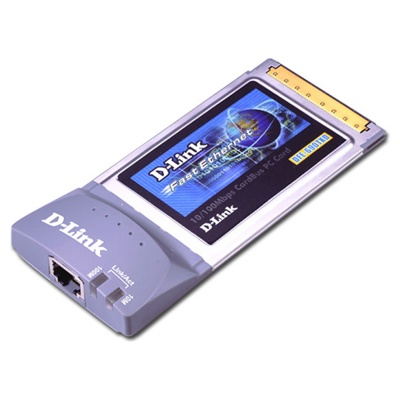 D-Link
Fast Ethernet
DFE-690TXD
10/100Mbps CardBus PC Card
D-Link
D-Link
100M
Link/Act
10M